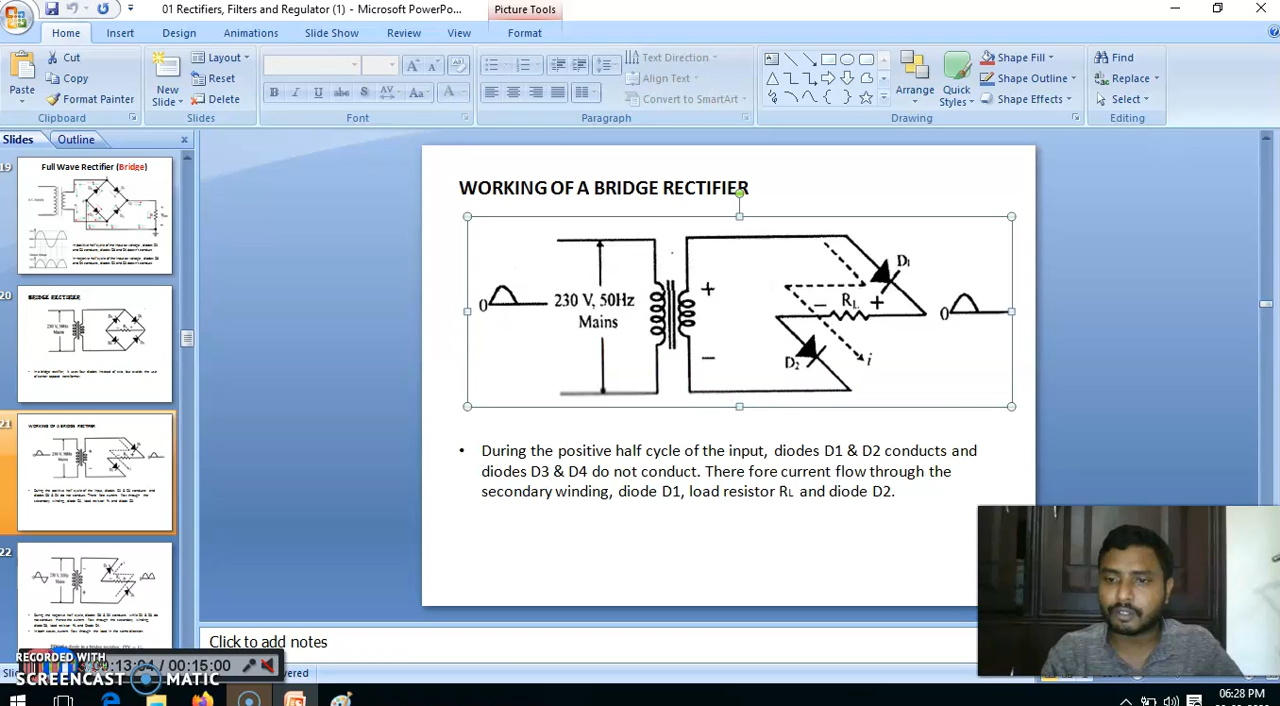 01 Rectifiers, Filters and Regulator (1) - Microsoft PowerPo...
Picture Tools
Home
Insert
Design
Animations
Slide Show
Review
View
Format
Paste
Cut
Copy
Format Painter
Clipboard
New
Slide
Layout
Reset
Delete
Slides
Font
Text Direction
Align Text
Convert to SmartArt
Paragraph
Arrange
Quick
Styles
Shape Fill
Shape Outline
Shape Effects
Drawing
Find
Replace
Select
Editing
Slides
Outline
19
Full Wave Rectifier (Bridge)
20
BRIDGE RECTIFIER
21
WORKING OF A BRIDGE RECTIFIER
22
WORKING OF A BRIDGE RECTIFIER
0
230 V, 50Hz
Mains
+
−
D1
− RL +
D2
i
0
• During the positive half cycle of the input, diodes D1 & D2 conducts and
diodes D3 & D4 do not conduct. There fore current flow through the
secondary winding, diode D1, load resistor RL and diode D2.
Click to add notes
RECORDED WITH
SCREENCAST MATIC
:13:04 / 00:15:00
06:28 PM